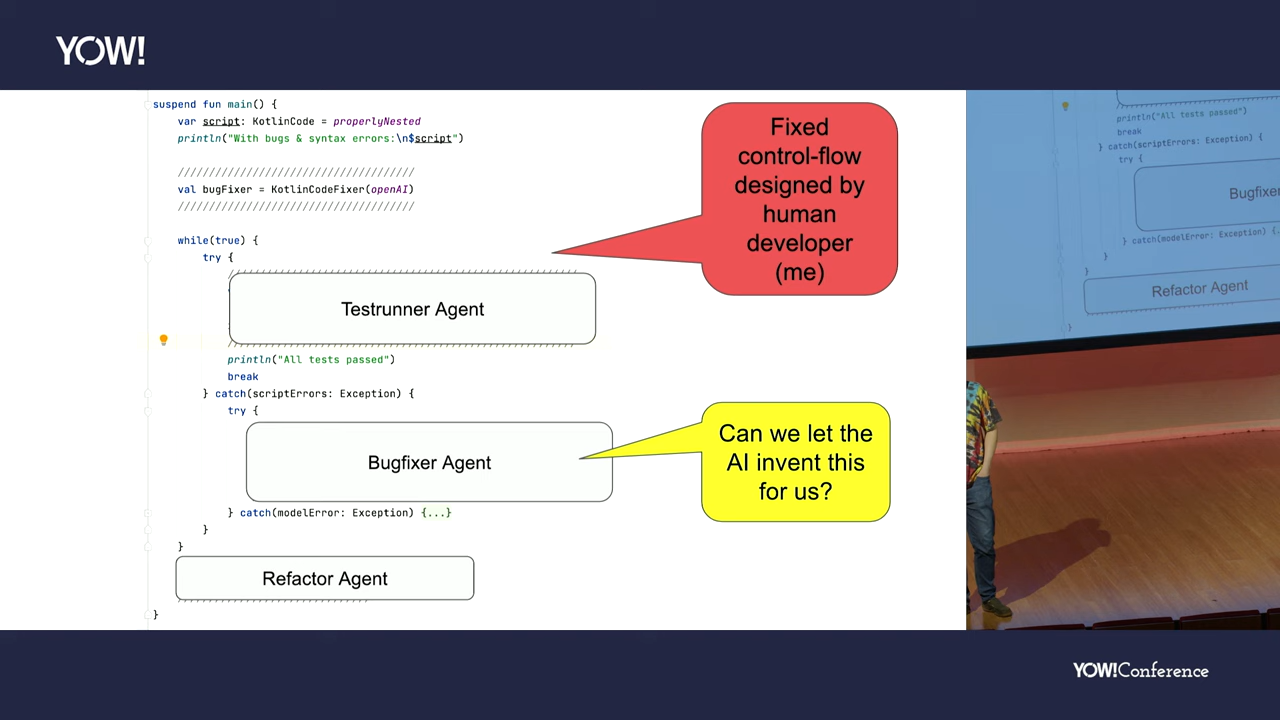 YOW!
suspend fun main() {
var script: KotlinCode = properlyNested
println("With bugs & syntax errors:\n$script")
//////////////////////////////////
val bugFixer = KotlinCodeFixer(openAI)
//////////////////////////////////
while(true) {
try {
Testrunner Agent
println("All tests passed")
break
} catch(scriptErrors: Exception) {
try {
Bugfixer Agent
} catch(modelError: Exception) {...}
}
}
Refactor Agent
}
Fixed
control-flow
designed by
human
developer
(me)
Can we let the
AI invent this
for us?
println("All tests passed")
break
} catch(scriptErrors: Exception) {
try {
Bugfixer
} catch(modelError: Exception) {
}
}
Refactor Agent
}
YOW!Conference